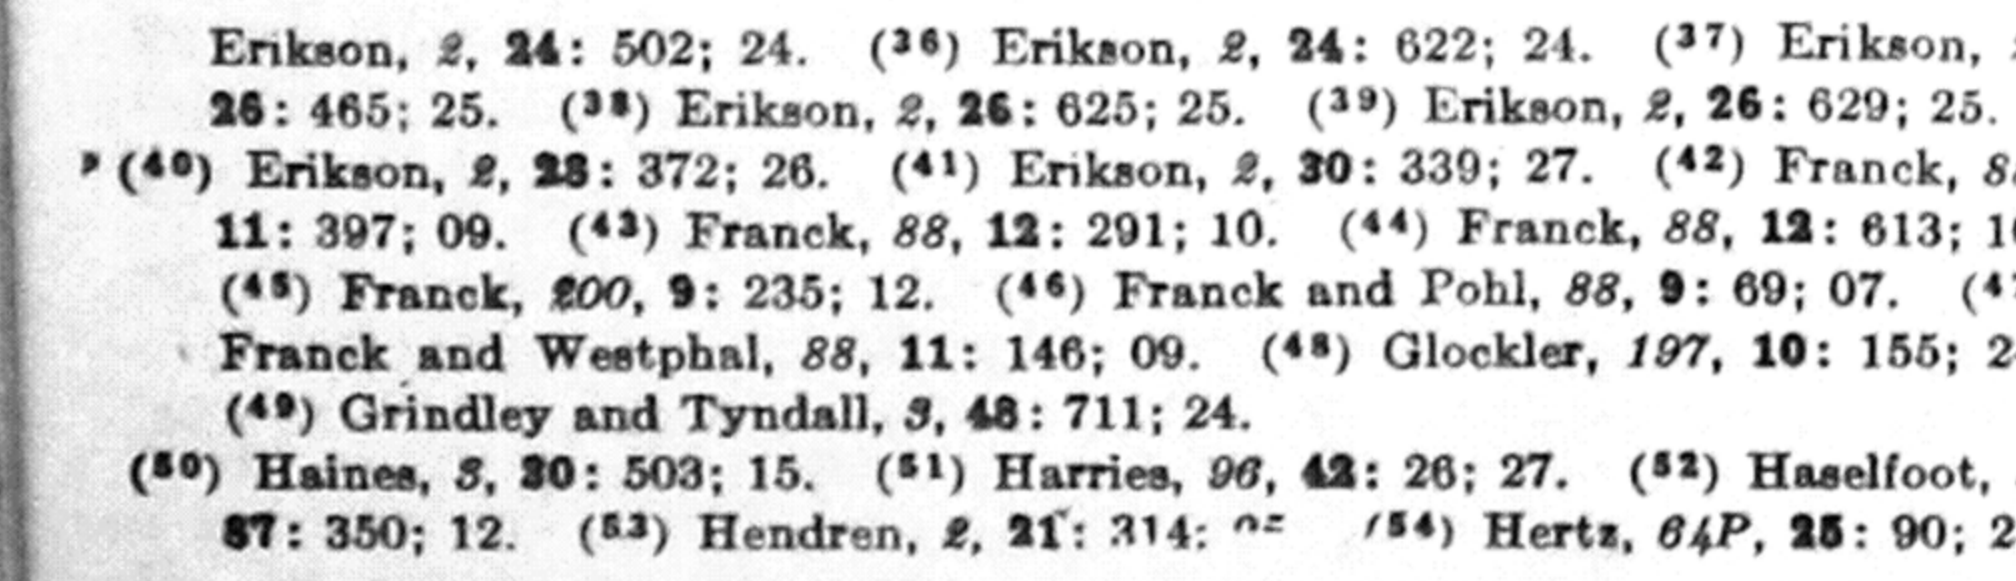 Erikson, 2, 24: 502; 24. (36) Erikson, 2, 24: 622; 24. (37) Erikson,
26: 465; 25. (38) Erikson, 2, 26: 625; 25. (39) Erikson, 2, 26: 629; 25.
(40) Erikson, 2, 28: 372; 26. (41) Erikson, 2, 30: 339; 27. (42) Franck,
11: 397; 09. (43) Franck, 88, 12: 291; 10. (44) Franck, 88, 12: 613;
(45) Franck, 200, 9: 235; 12. (46) Franck and Pohl, 88, 9: 69; 07.
Franck and Westphal, 88, 11: 146; 09. (48) Glockler, 197, 10: 155;
(49) Grindley and Tyndall, 3, 48: 711; 24.
(50) Haines, 3, 30: 503; 15. (51) Harries, 96, 42: 26; 27. (52) Haselfoot,
87: 350; 12. (53) Hendren, 2, 21: 314; (54) Hertz, 64P, 25: 90;